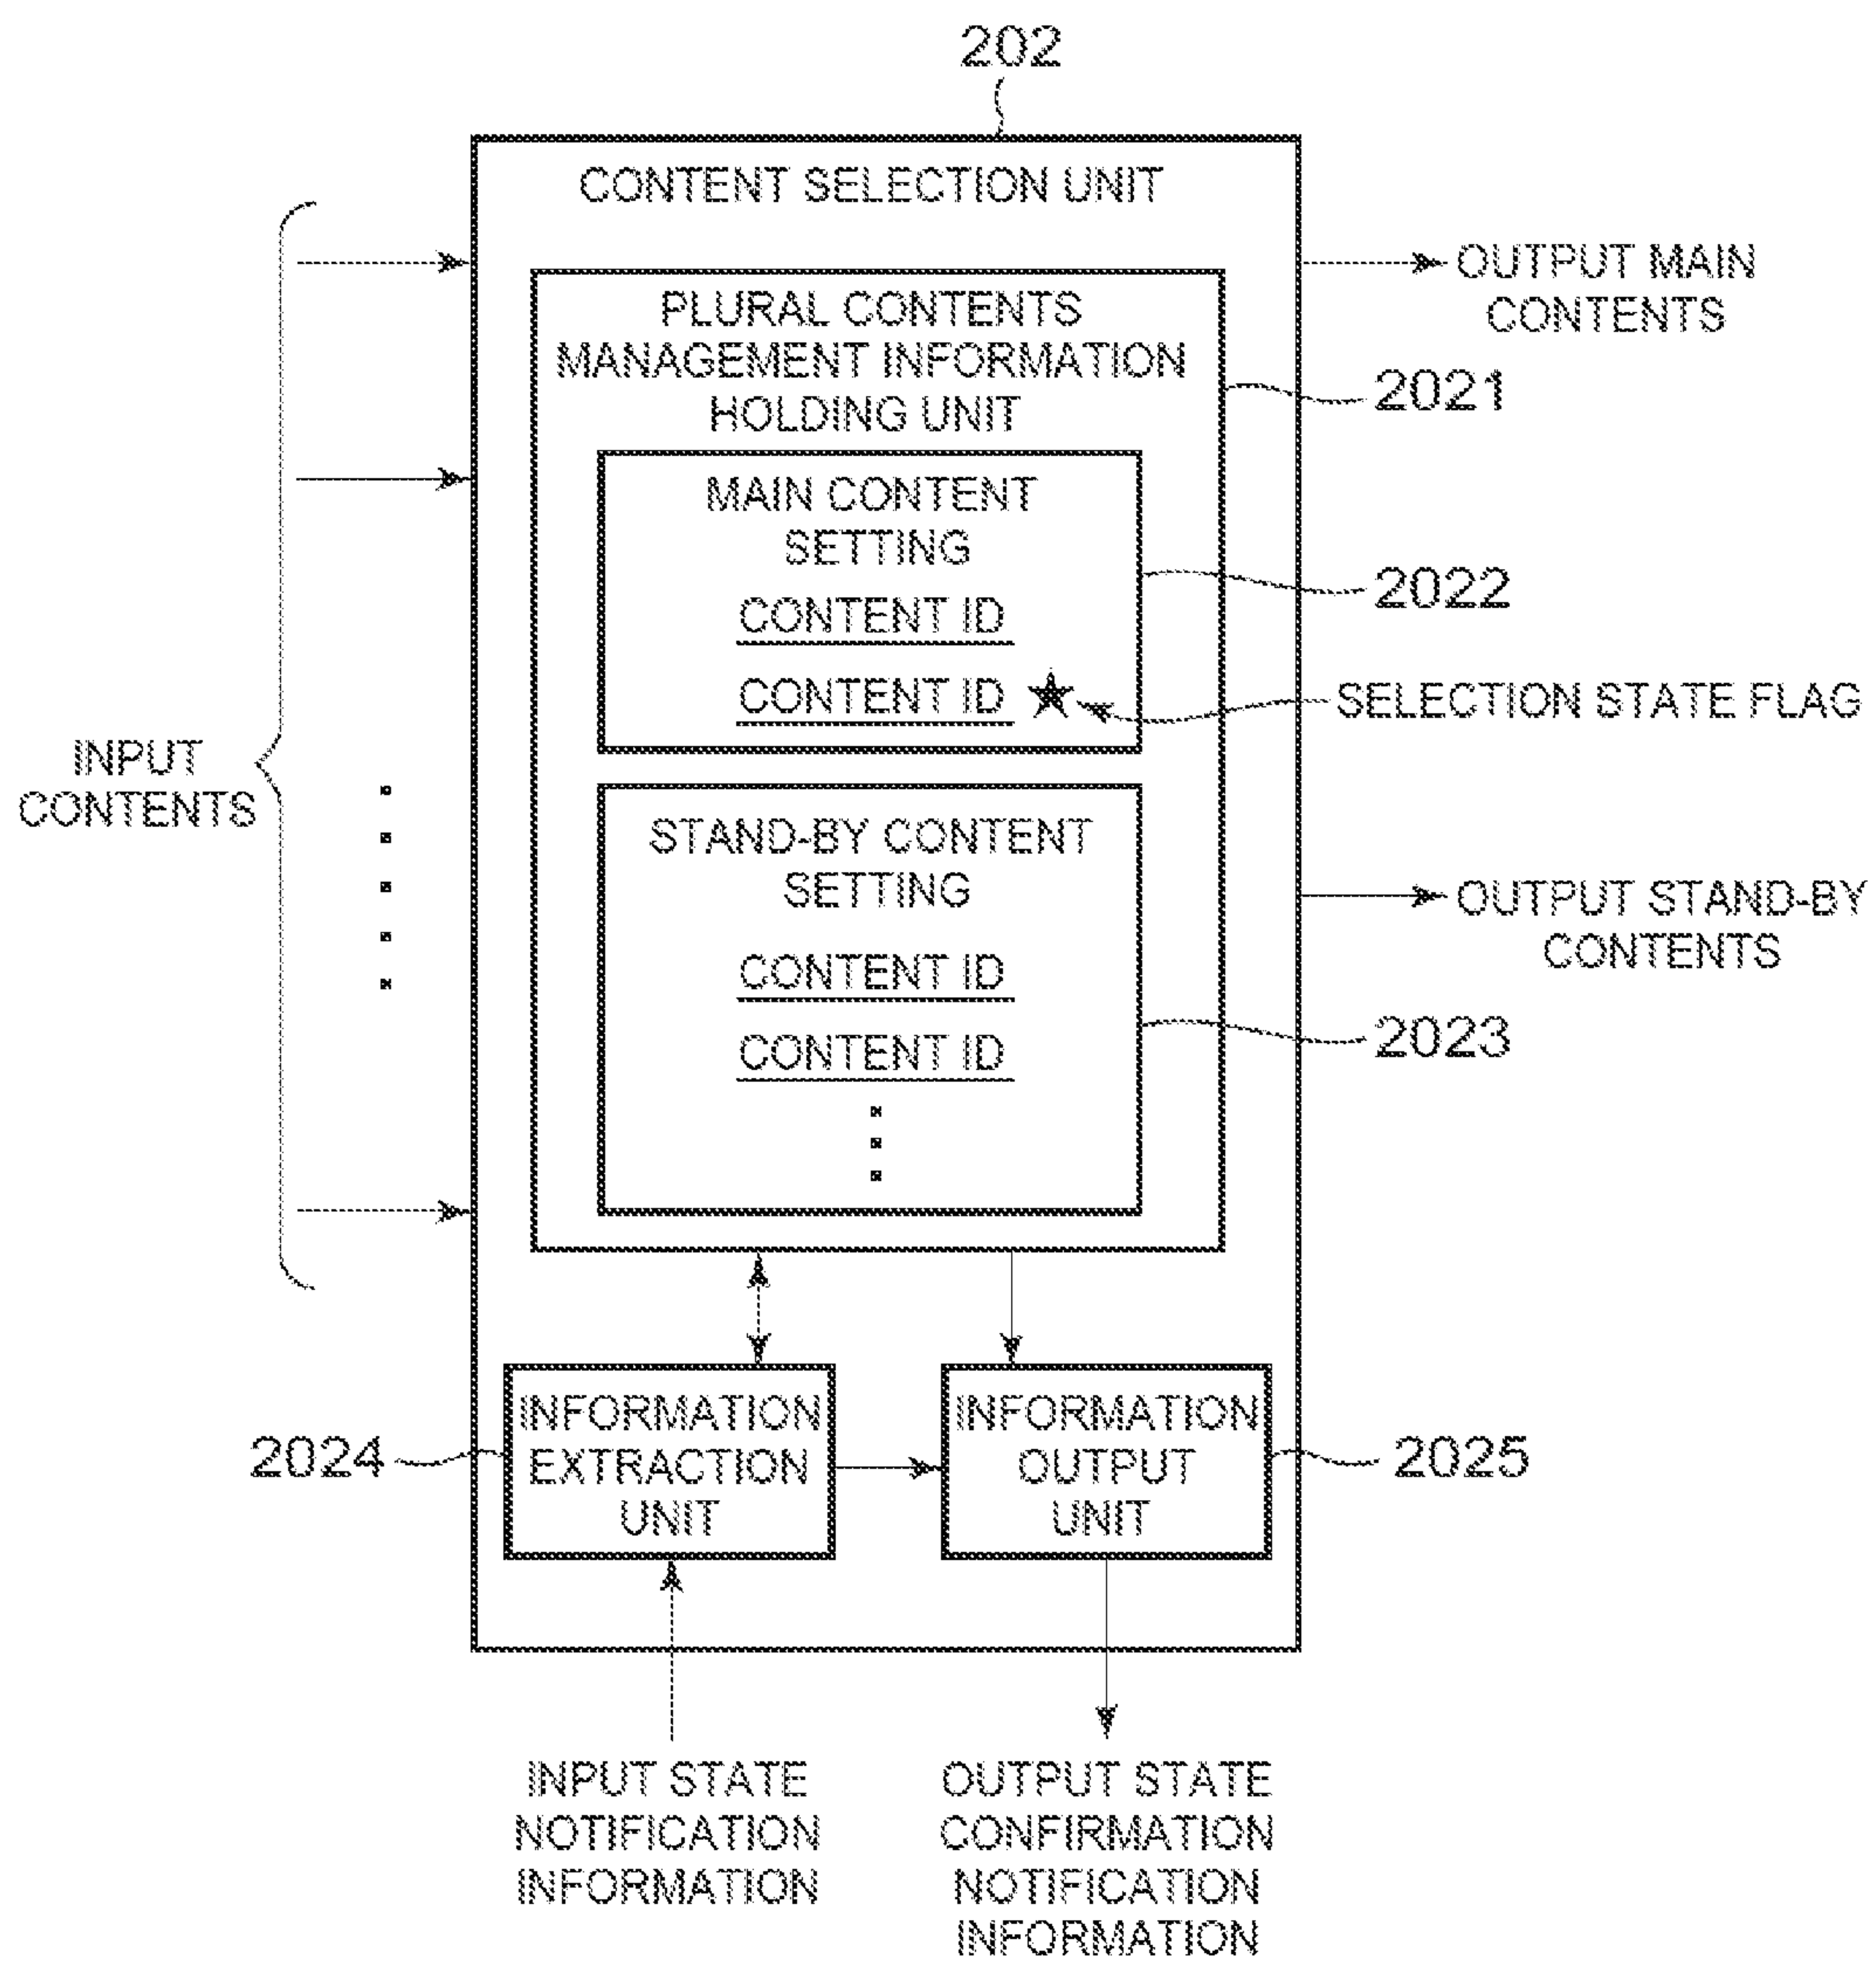 202
CONTENT SELECTION UNIT
OUTPUT MAIN
CONTENTS
PLURAL CONTENTS
MANAGEMENT INFORMATION
HOLDING UNIT
2021
MAIN CONTENT
SETTING
2022
CONTENT ID
CONTENT ID
SELECTION STATE FLAG
INPUT
CONTENTS
STAND-BY CONTENT
SETTING
OUTPUT STAND-BY
CONTENTS
CONTENT ID
2023
CONTENT ID
2024
INFORMATION
EXTRACTION
UNIT
INFORMATION
OUTPUT
UNIT
2025
INPUT STATE
NOTIFICATION
INFORMATION
OUTPUT STATE
CONFIRMATION
NOTIFICATION
INFORMATION